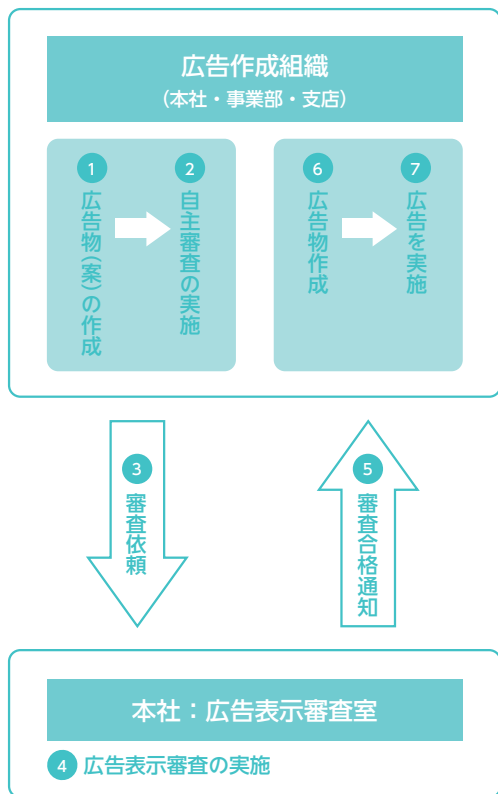 広告作成組織
(本社・事業部・支店)
1
広告物(案)の作成
2
自主審査の実施
3
審査依頼
本社：広告表示審査室
4 広告表示審査の実施
5
審査合格通知
6
広告物作成
7
広告を実施